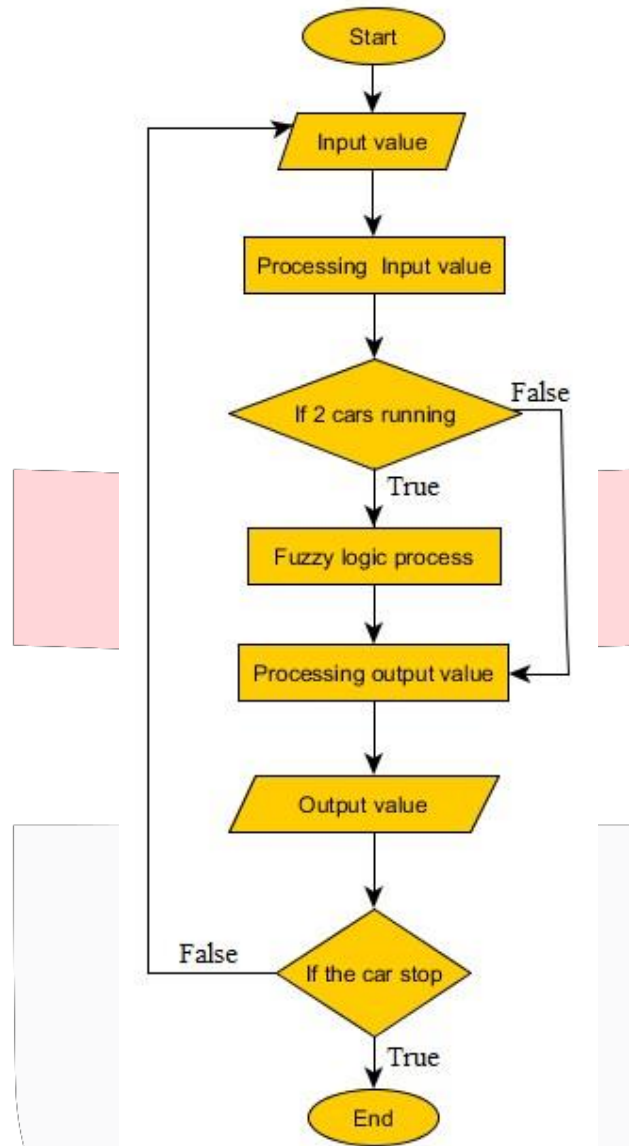 Start
Input value
Processing Input value
If 2 cars running
False
True
Fuzzy logic process
Processing output value
Output value
If the car stop
False
True
End